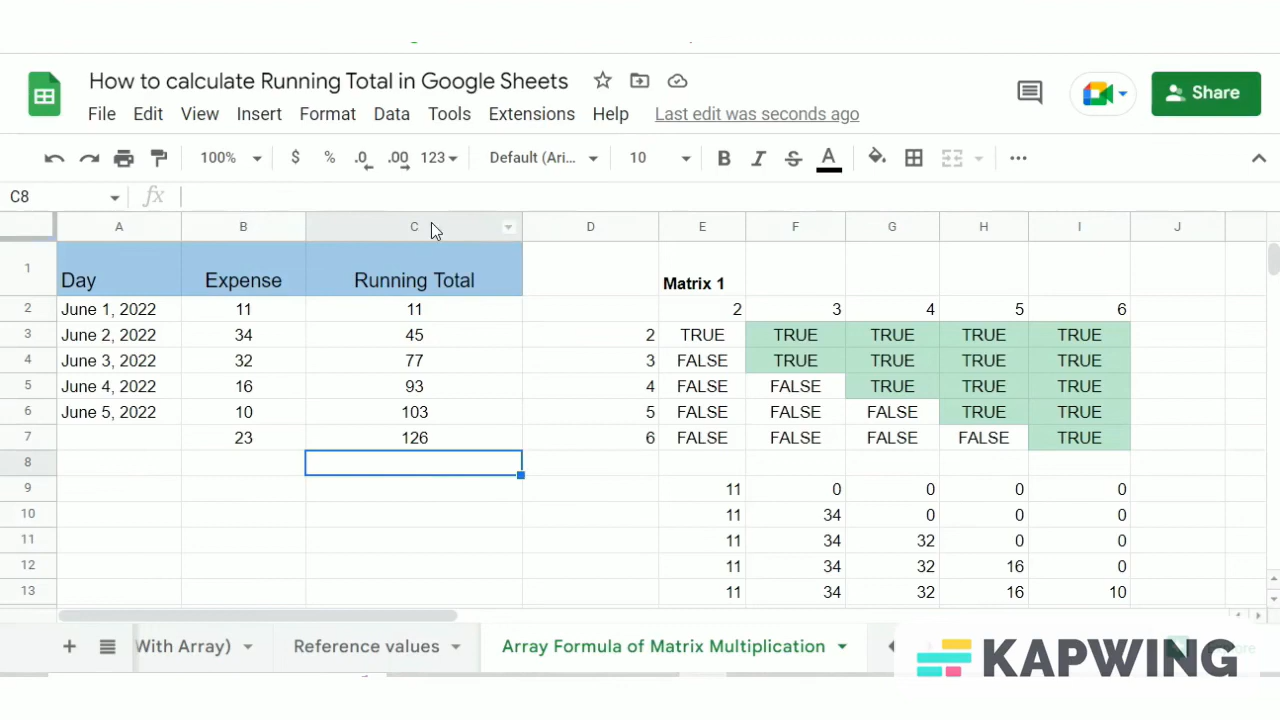 How to calculate Running Total in Google Sheets
Share
File Edit View Insert Format Data Tools Extensions Help Last edit was seconds ago
100% $ % .0 .00 123 Default (Ari... 10 B I S A
C8 fx
A B C D E F G H I J
1 Day Expense Running Total Matrix 1
2 June 1, 2022 11 11 2 3 4 5 6
3 June 2, 2022 34 45 2 TRUE TRUE TRUE TRUE TRUE
4 June 3, 2022 32 77 3 FALSE TRUE TRUE TRUE TRUE
5 June 4, 2022 16 93 4 FALSE FALSE TRUE TRUE TRUE
6 June 5, 2022 10 103 5 FALSE FALSE FALSE TRUE TRUE
7 23 126 6 FALSE FALSE FALSE FALSE TRUE
8
9 11 0 0 0 0
10 11 34 0 0 0
11 11 34 32 0 0
12 11 34 32 16 0
13 11 34 32 16 10
With Array) Reference values Array Formula of Matrix Multiplication
KAPWING